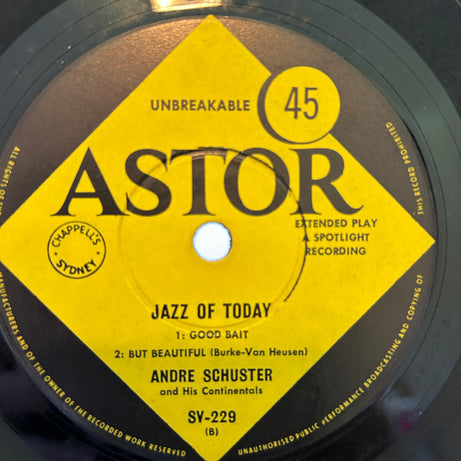 UNBREAKABLE
45
ASTOR
CHAPPELL'S
SYDNEY
EXTENDED PLAY
A SPOTLIGHT
RECORDING
JAZZ OF TODAY
1: GOOD BAIT
2: BUT BEAUTIFUL (Burke-Van Heusen)
ANDRE SCHUSTER
and His Continentals
SY-229
(B)
ALL RIGHTS OF THE
MANUFACTURERS AND OF THE OWNER OF THE RECORDED WORK RESERVED
UNAUTHORISED PUBLIC PERFORMANCE BROADCASTING AND COPYING OF
THIS RECORD PROHIBITED